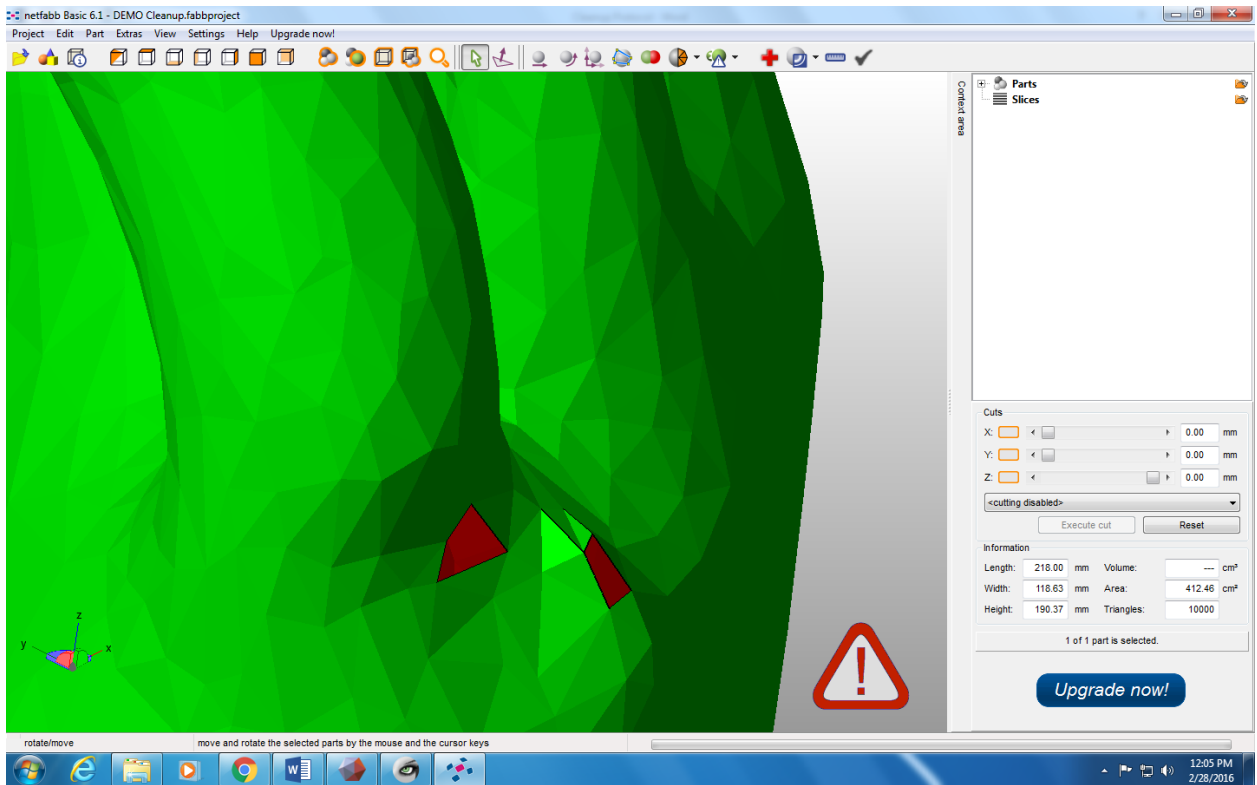 netfabb Basic 6.1 - DEMO Cleanup.fabbproject
Project Edit Part Extras View Settings Help Upgrade now!
Context area
Parts
Slices
Cuts
X: 0.00 mm
Y: 0.00 mm
Z: 0.00 mm
<cutting disabled>
Execute cut Reset
Information
Length: 218.00 mm Volume: --- cm³
Width: 118.63 mm Area: 412.46 cm²
Height: 190.37 mm Triangles: 10000
1 of 1 part is selected.
Upgrade now!
z
y
x
!
rotate/move move and rotate the selected parts by the mouse and the cursor keys
W
12:05 PM
2/28/2016